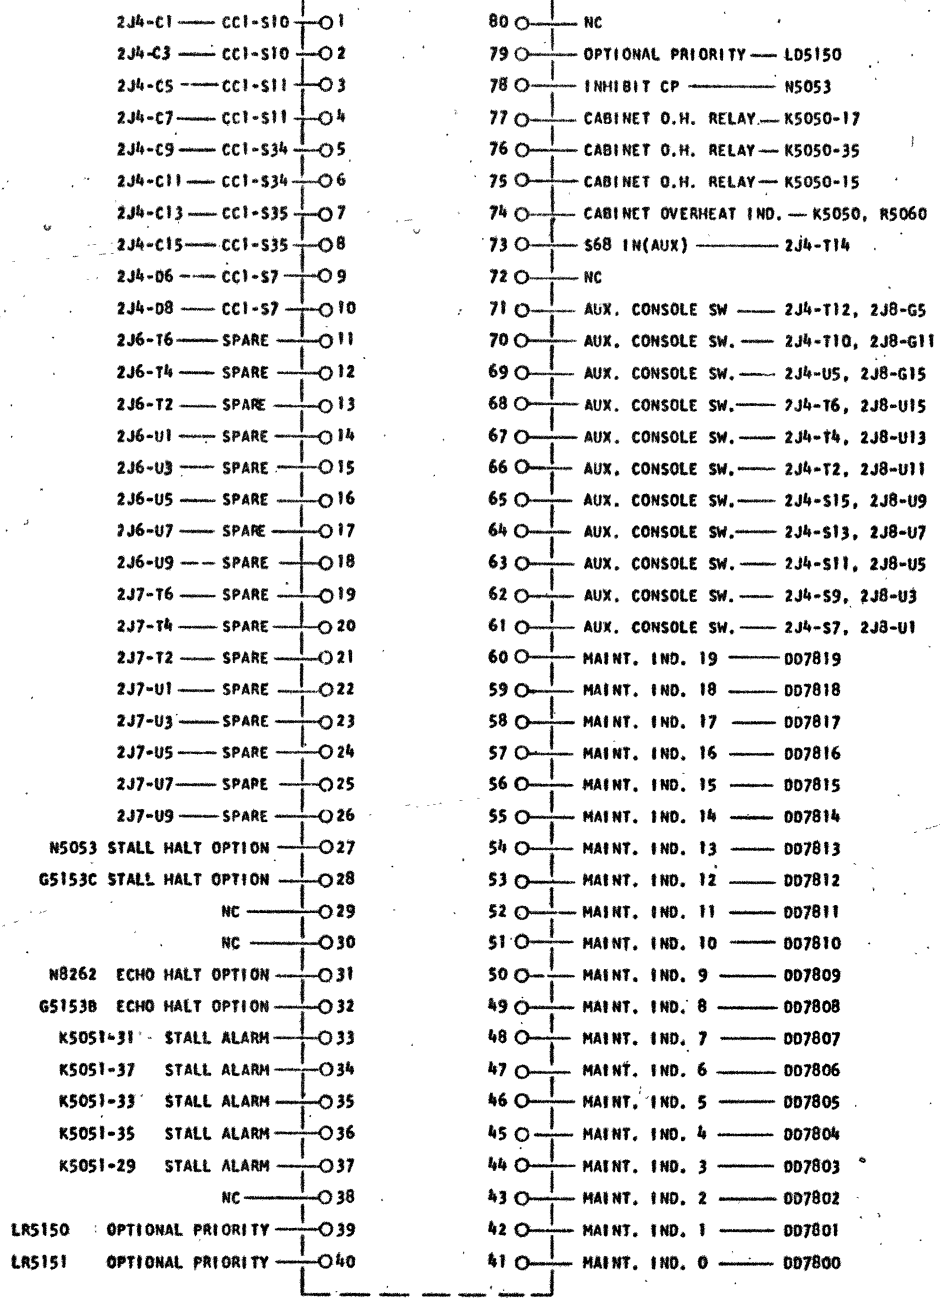 2J4-C1 — CC1-S10 1 80 NC
2J4-C3 — CC1-S10 2 79 OPTIONAL PRIORITY — LD5150
2J4-C5 — CC1-S11 3 78 INHIBIT CP — N5053
2J4-C7 — CC1-S11 4 77 CABINET O.H. RELAY — K5050-17
2J4-C9 — CC1-S34 5 76 CABINET O.H. RELAY — K5050-35
2J4-C11 — CC1-S34 6 75 CABINET O.H. RELAY — K5050-15
2J4-C13 — CC1-S35 7 74 CABINET OVERHEAT IND. — K5050, R5060
2J4-C15 — CC1-S35 8 73 S68 IN(AUX) — 2J4-T14
2J4-D6 — CC1-S7 9 72 NC
2J4-D8 — CC1-S7 10 71 AUX. CONSOLE SW — 2J4-T12, 2J8-G5
2J6-T6 — SPARE 11 70 AUX. CONSOLE SW. — 2J4-T10, 2J8-G11
2J6-T4 — SPARE 12 69 AUX. CONSOLE SW. — 2J4-U5, 2J8-G15
2J6-T2 — SPARE 13 68 AUX. CONSOLE SW. — 2J4-T6, 2J8-U15
2J6-U1 — SPARE 14 67 AUX. CONSOLE SW. — 2J4-T4, 2J8-U13
2J6-U3 — SPARE 15 66 AUX. CONSOLE SW. — 2J4-T2, 2J8-U11
2J6-U5 — SPARE 16 65 AUX. CONSOLE SW. — 2J4-S15, 2J8-U9
2J6-U7 — SPARE 17 64 AUX. CONSOLE SW. — 2J4-S13, 2J8-U7
2J6-U9 — SPARE 18 63 AUX. CONSOLE SW. — 2J4-S11, 2J8-U5
2J7-T6 — SPARE 19 62 AUX. CONSOLE SW. — 2J4-S9, 2J8-U3
2J7-T4 — SPARE 20 61 AUX. CONSOLE SW. — 2J4-S7, 2J8-U1
2J7-T2 — SPARE 21 60 MAINT. IND. 19 — DD7819
2J7-U1 — SPARE 22 59 MAINT. IND. 18 — DD7818
2J7-U3 — SPARE 23 58 MAINT. IND. 17 — DD7817
2J7-U5 — SPARE 24 57 MAINT. IND. 16 — DD7816
2J7-U7 — SPARE 25 56 MAINT. IND. 15 — DD7815
2J7-U9 — SPARE 26 55 MAINT. IND. 14 — DD7814
N5053 STALL HALT OPTION 27 54 MAINT. IND. 13 — DD7813
G5153C STALL HALT OPTION 28 53 MAINT. IND. 12 — DD7812
NC 29 52 MAINT. IND. 11 — DD7811
NC 30 51 MAINT. IND. 10 — DD7810
N8262 ECHO HALT OPTION 31 50 MAINT. IND. 9 — DD7809
G5153B ECHO HALT OPTION 32 49 MAINT. IND. 8 — DD7808
K5051-31 STALL ALARM 33 48 MAINT. IND. 7 — DD7807
K5051-37 STALL ALARM 34 47 MAINT. IND. 6 — DD7806
K5051-33 STALL ALARM 35 46 MAINT. IND. 5 — DD7805
K5051-35 STALL ALARM 36 45 MAINT. IND. 4 — DD7804
K5051-29 STALL ALARM 37 44 MAINT. IND. 3 — DD7803
NC 38 43 MAINT. IND. 2 — DD7802
LR5150 OPTIONAL PRIORITY 39 42 MAINT. IND. 1 — DD7801
LR5151 OPTIONAL PRIORITY 40 41 MAINT. IND. 0 — DD7800